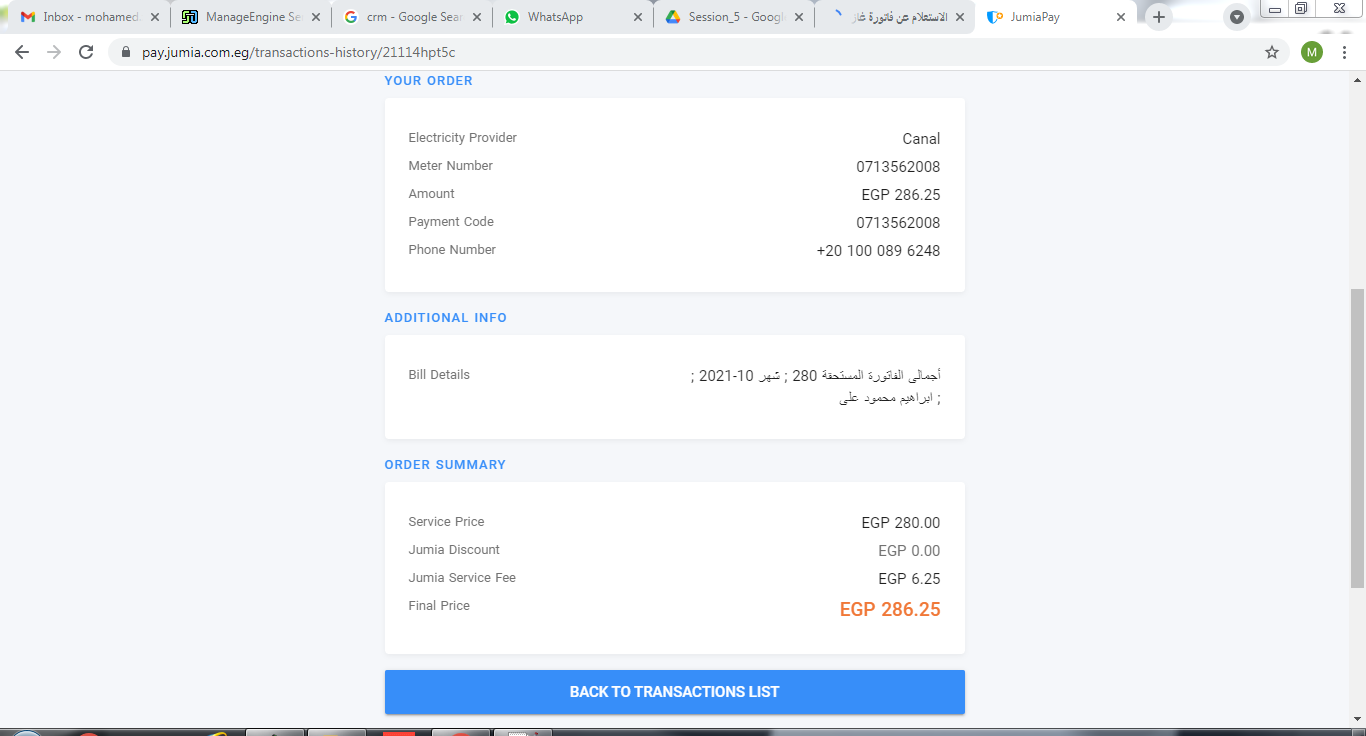 Inbox - mohamed.
ManageEngine Se
crm - Google Sear
WhatsApp
Session_5 - Googl
الاستعلام عن فاتورة غاز
JumiaPay
pay.jumia.com.eg/transactions-history/21114hpt5c
M
YOUR ORDER
Electricity Provider Canal
Meter Number 0713562008
Amount EGP 286.25
Payment Code 0713562008
Phone Number +20 100 089 6248
ADDITIONAL INFO
Bill Details أجمالى الفاتورة المستحقة 280 ; شهر 10-2021 ;
; ابراهيم محمود على
ORDER SUMMARY
Service Price EGP 280.00
Jumia Discount EGP 0.00
Jumia Service Fee EGP 6.25
Final Price EGP 286.25
BACK TO TRANSACTIONS LIST